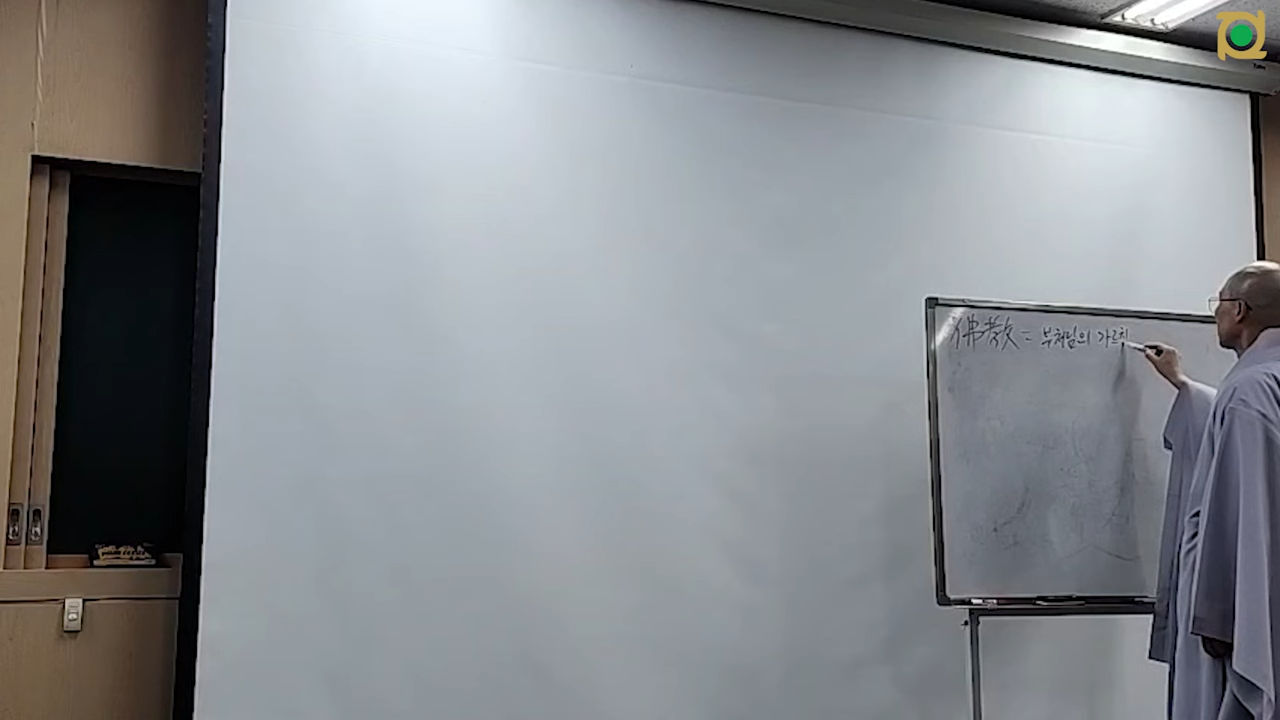 佛教 = 부처님의 가르치